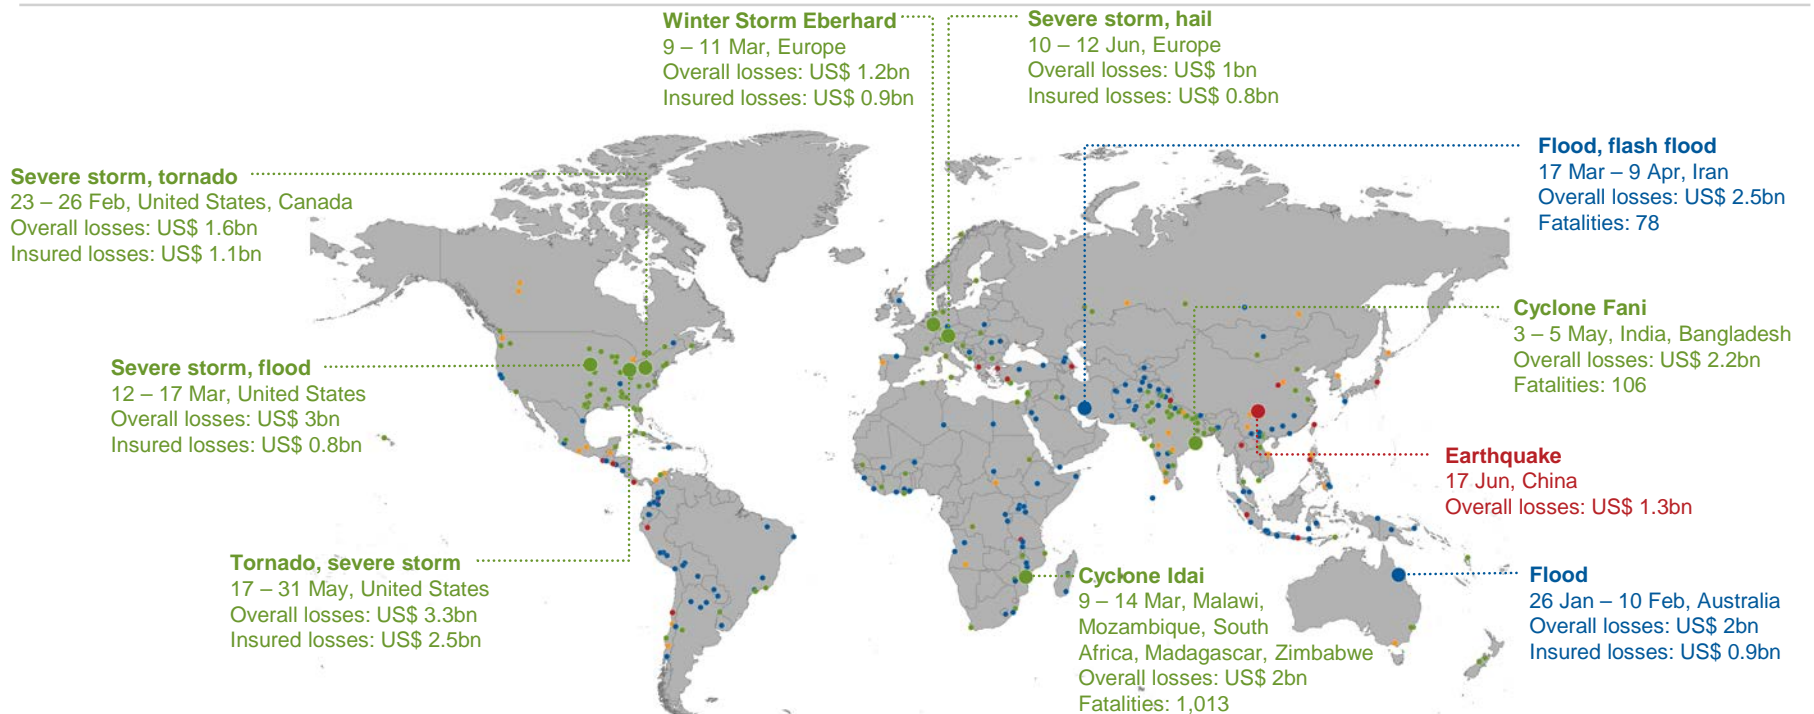 Winter Storm Eberhard
9 – 11 Mar, Europe
Overall losses: US$ 1.2bn
Insured losses: US$ 0.9bn
Severe storm, hail
10 – 12 Jun, Europe
Overall losses: US$ 1bn
Insured losses: US$ 0.8bn
Severe storm, tornado
23 – 26 Feb, United States, Canada
Overall losses: US$ 1.6bn
Insured losses: US$ 1.1bn
Flood, flash flood
17 Mar – 9 Apr, Iran
Overall losses: US$ 2.5bn
Fatalities: 78
Severe storm, flood
12 – 17 Mar, United States
Overall losses: US$ 3bn
Insured losses: US$ 0.8bn
Cyclone Fani
3 – 5 May, India, Bangladesh
Overall losses: US$ 2.2bn
Fatalities: 106
Earthquake
17 Jun, China
Overall losses: US$ 1.3bn
Tornado, severe storm
17 – 31 May, United States
Overall losses: US$ 3.3bn
Insured losses: US$ 2.5bn
Cyclone Idai
9 – 14 Mar, Malawi,
Mozambique, South
Africa, Madagascar, Zimbabwe
Overall losses: US$ 2bn
Fatalities: 1,013
Flood
26 Jan – 10 Feb, Australia
Overall losses: US$ 2bn
Insured losses: US$ 0.9bn